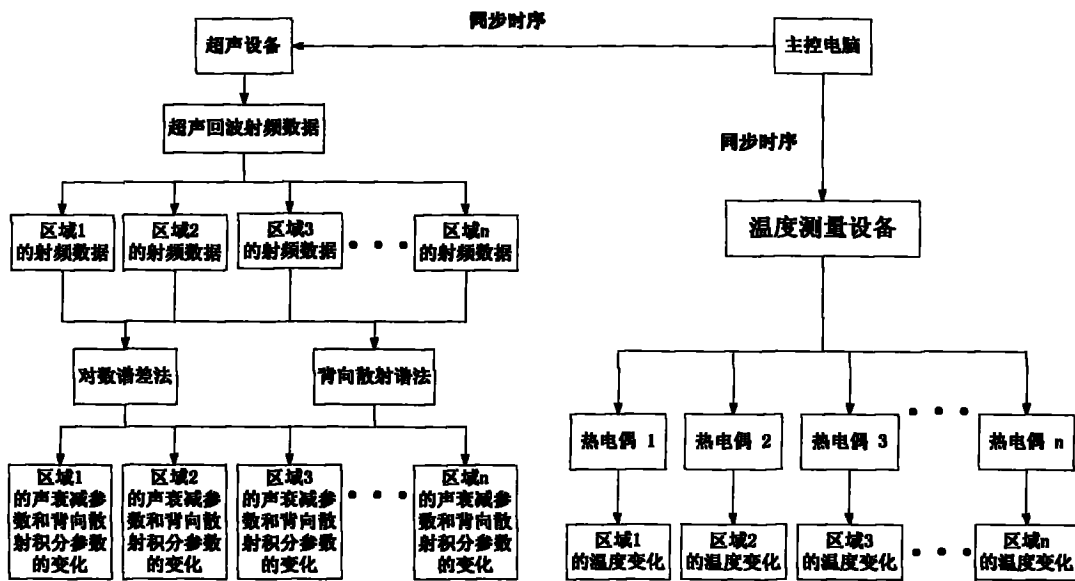 同步时序
超声设备
主控电脑
超声回波射频数据
同步时序
区域1
的射频数据
区域2
的射频数据
区域3
的射频数据
区域n
的射频数据
温度测量设备
对数谱差法
背向散射谱法
热电偶 1
热电偶 2
热电偶 3
热电偶 n
区域1
的声衰减参
数和背向散
射积分参数
的变化
区域2
的声衰减参
数和背向散
射积分参数
的变化
区域3
的声衰减参
数和背向散
射积分参数
的变化
区域n
的声衰减参
数和背向散
射积分参数
的变化
区域1
的温度变化
区域2
的温度变化
区域3
的温度变化
区域n
的温度变化